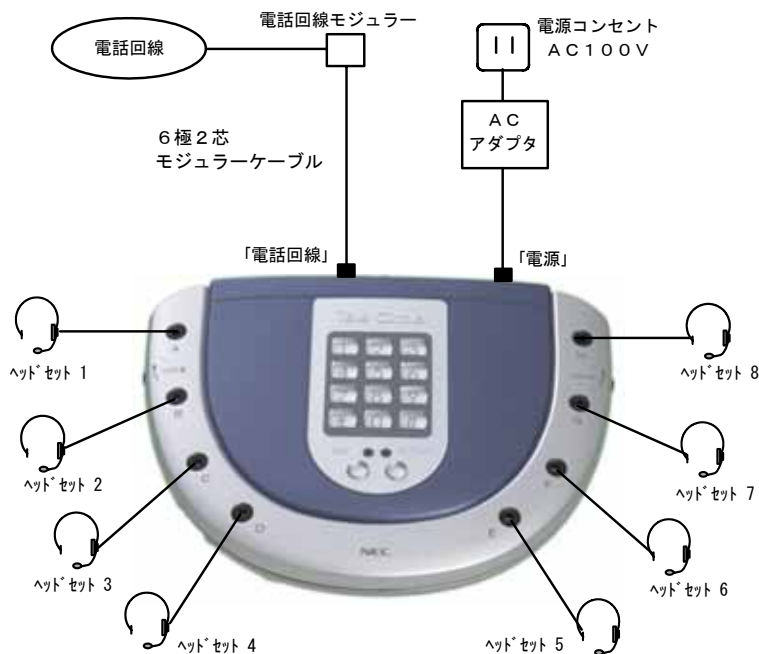 電話回線モジュラー
電話回線
電源コンセント
AC100V
AC
アダプタ
6極2芯
モジュラーケーブル
「電話回線」
「電源」
ヘッドセット 1
ヘッドセット 8
ヘッドセット 2
ヘッドセット 7
C
ヘッドセット 3
D
E
ヘッドセット 6
NEC
ヘッドセット 4
ヘッドセット 5